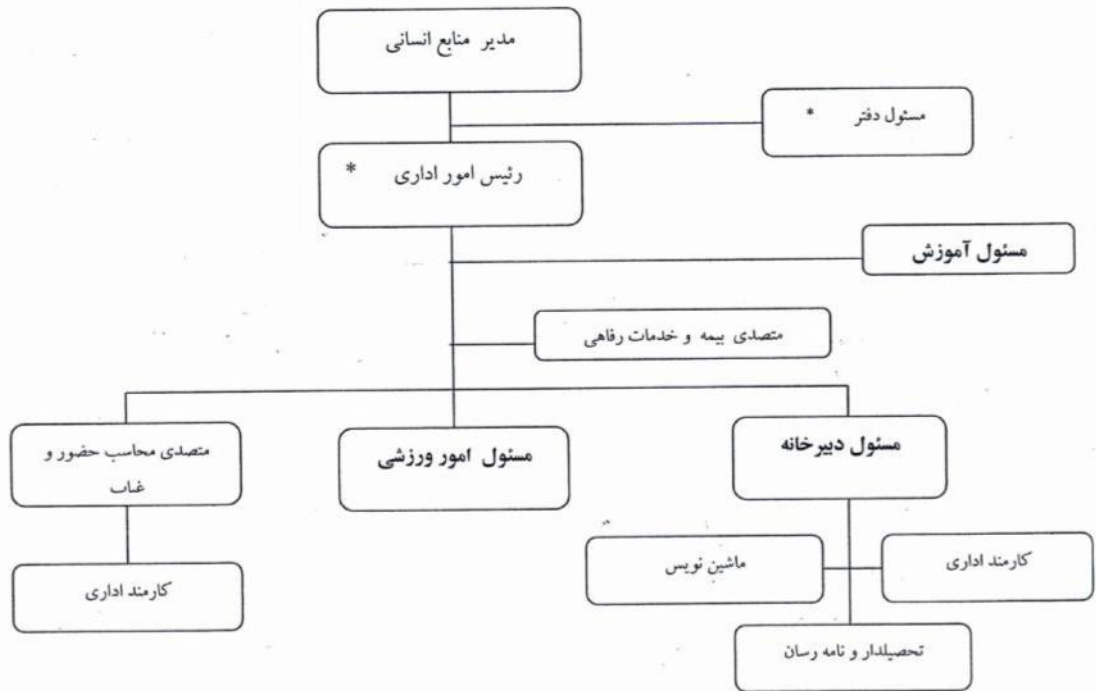 مدیر منابع انسانی
مسئول دفتر *
رئیس امور اداری *
مسئول آموزش
متصدی بیمه و خدمات رفاهی
مسئول دبیرخانه
مسئول امور ورزشی
متصدی محاسب حضور و
غیاب
کارمند اداری
ماشین نویس
کارمند اداری
تحصیلدار و نامه رسان